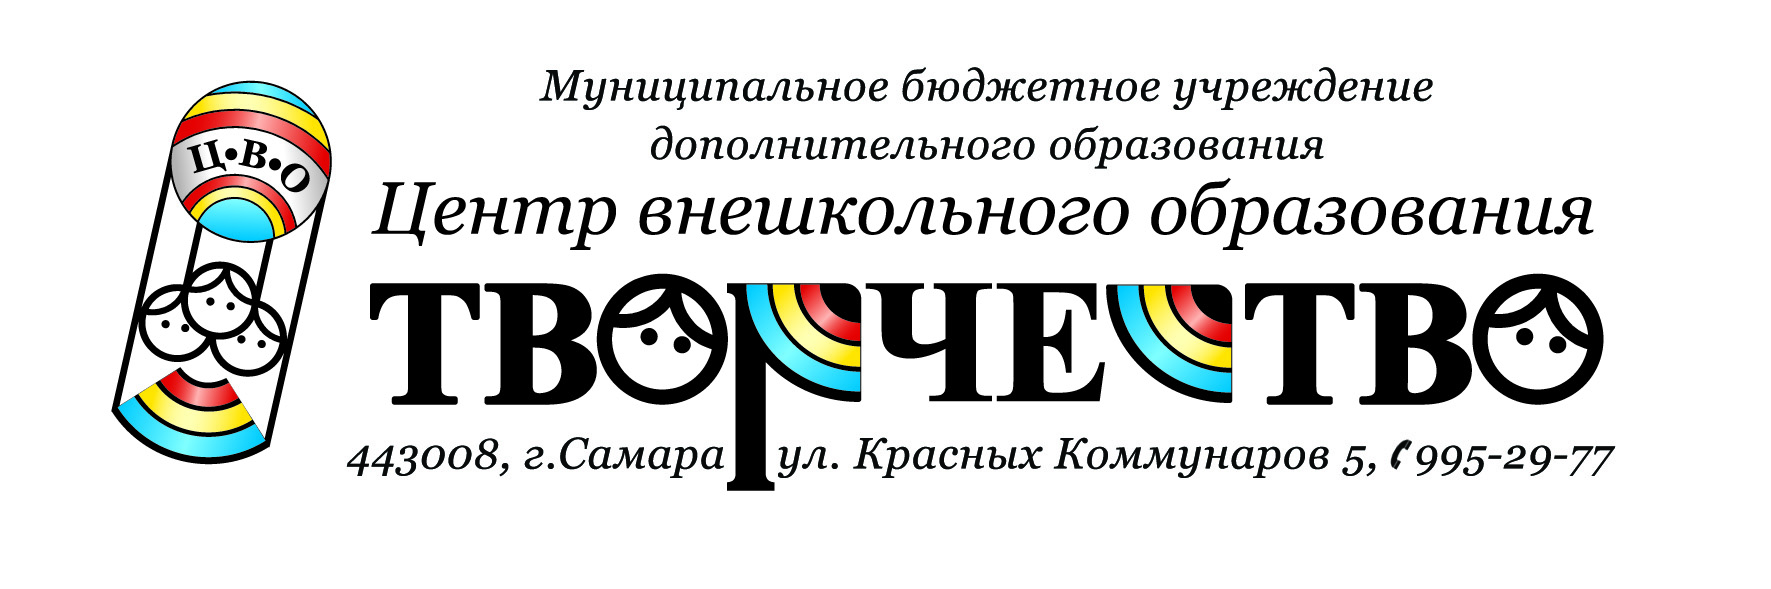 Ц•В•О
Муниципальное бюджетное учреждение
дополнительного образования
Центр внешкольного образования
ТВОРЧЕСТВО
443008, г.Самара ул. Красных Коммунаров 5, ✆995-29-77